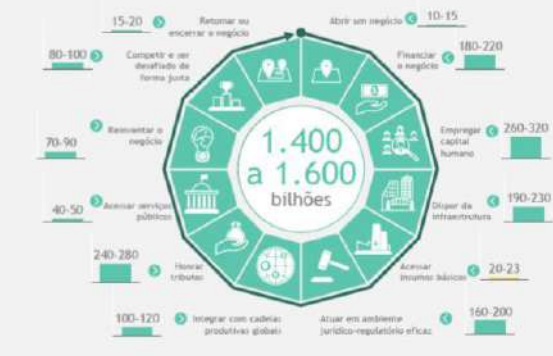 Abrir um negócio
10-15
Financiar
o negócio
180-220
Empregar
capital
humano
260-320
Dispor da
infraestrutura
190-230
Acessar
insumos básicos
20-23
Atuar em ambiente
jurídico-regulatório eficaz
160-200
Integrar com cadeias
produtivas globais
100-120
Honrar
tributos
240-280
Acessar serviços
públicos
40-50
Reinventar o
negócio
70-90
Competir e ser
desafiado de
forma justa
80-100
Retomar ou
encerrar o negócio
15-20
1.400
a 1.600
bilhões